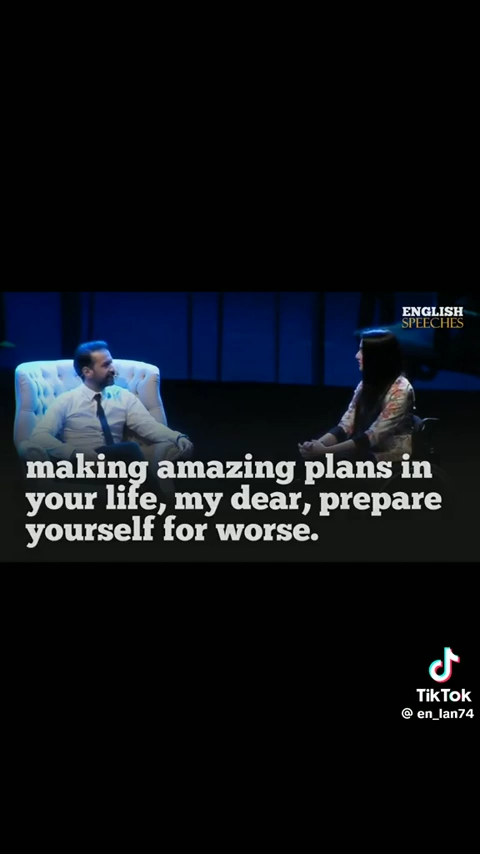 ENGLISH
SPEECHES
making amazing plans in
your life, my dear, prepare
yourself for worse.
TikTok
@ en_lan74